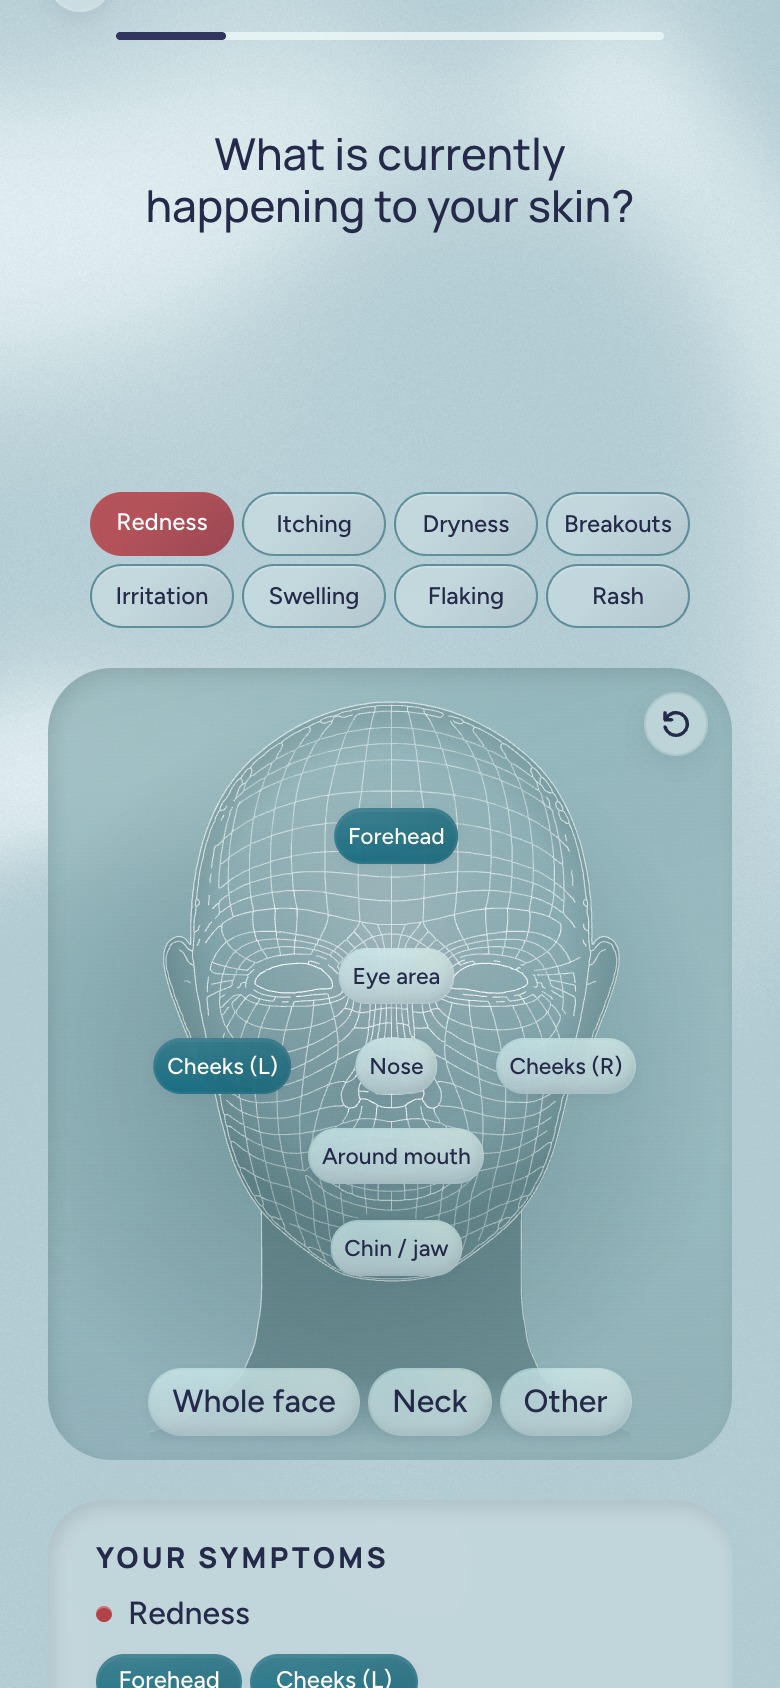 What is currently
happening to your skin?
Redness Itching Dryness Breakouts
Irritation Swelling Flaking Rash
Forehead
Eye area
Cheeks (L) Nose Cheeks (R)
Around mouth
Chin / jaw
Whole face Neck Other
YOUR SYMPTOMS
Redness
Forehead Cheeks (L)